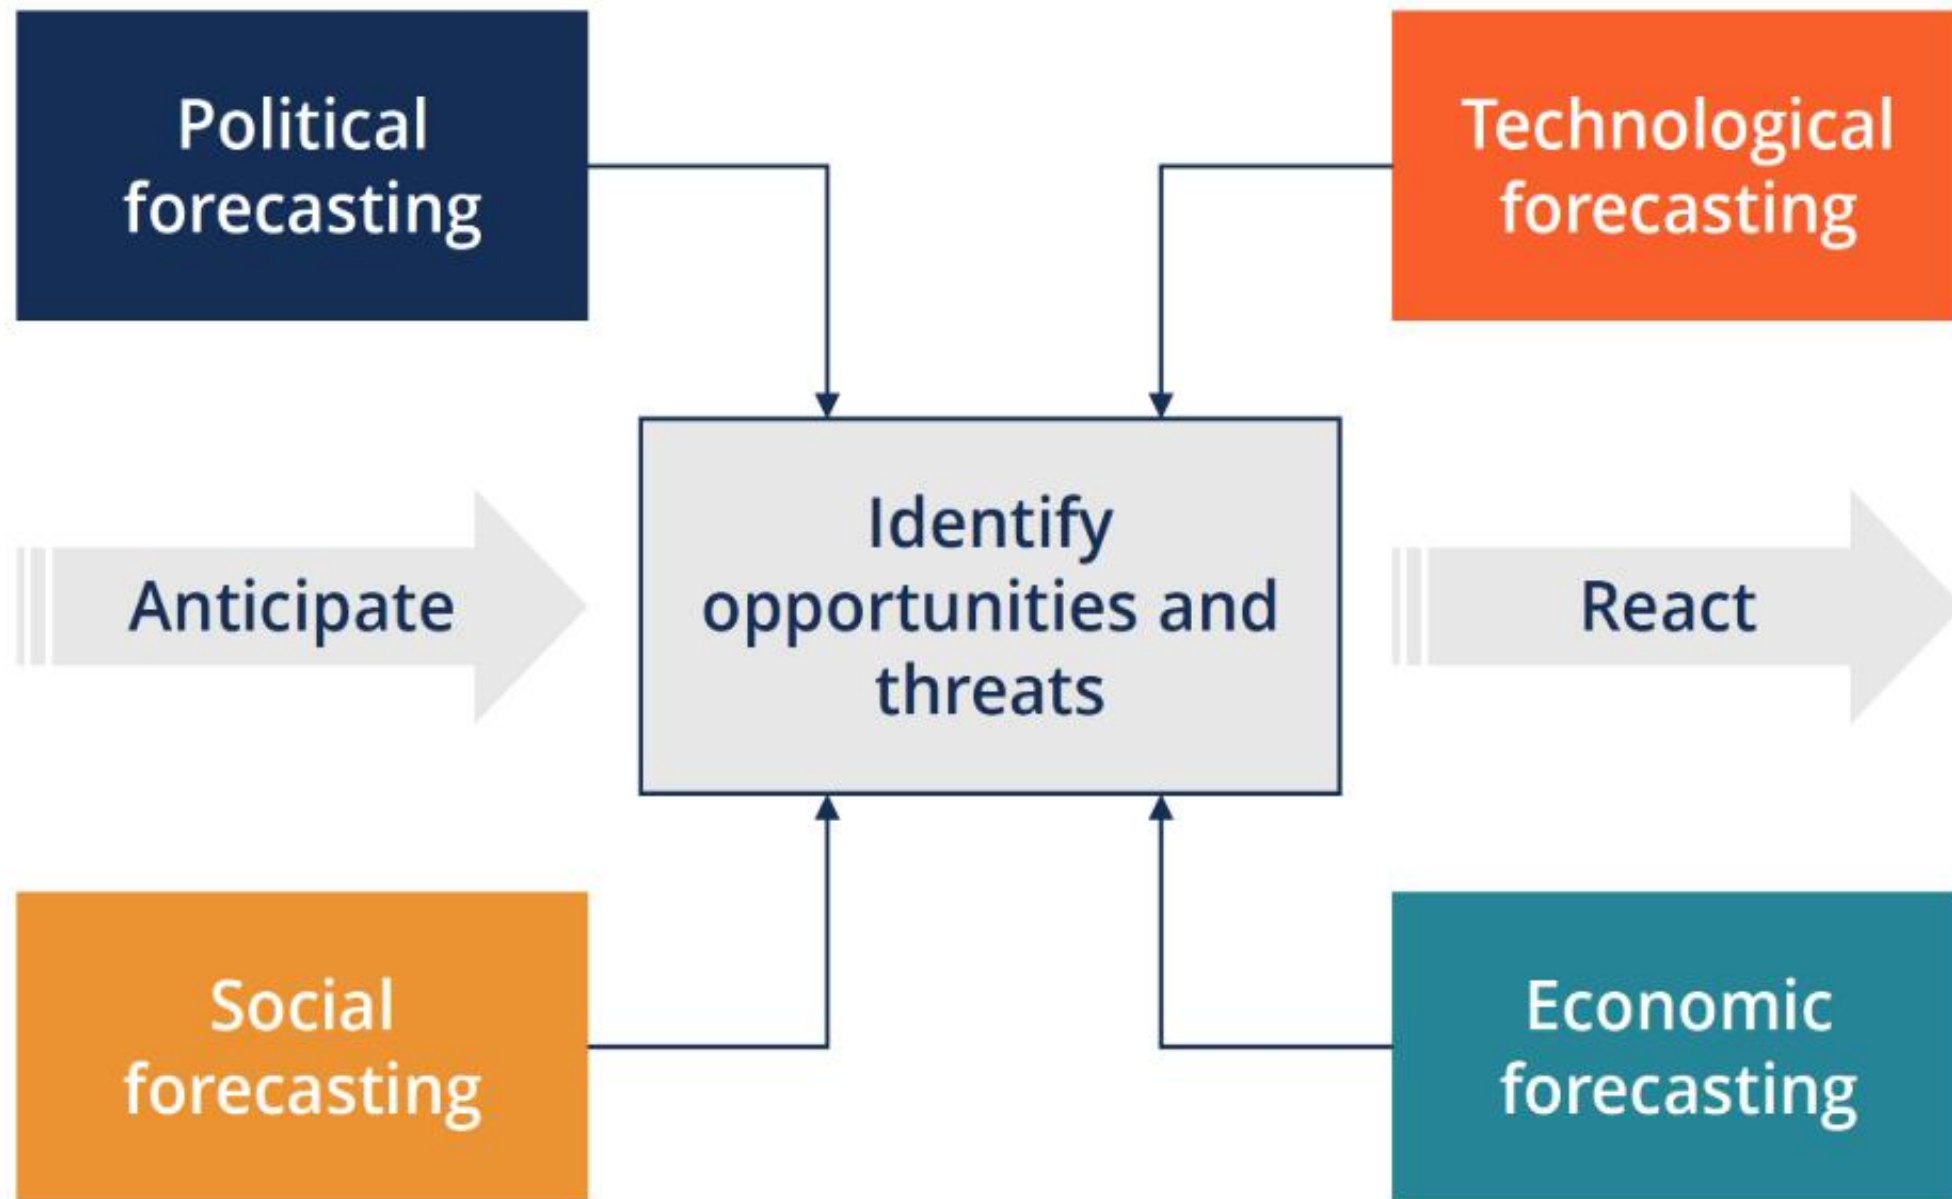 Political
forecasting
Technological
forecasting
Anticipate
Identify
opportunities and
threats
React
Social
forecasting
Economic
forecasting